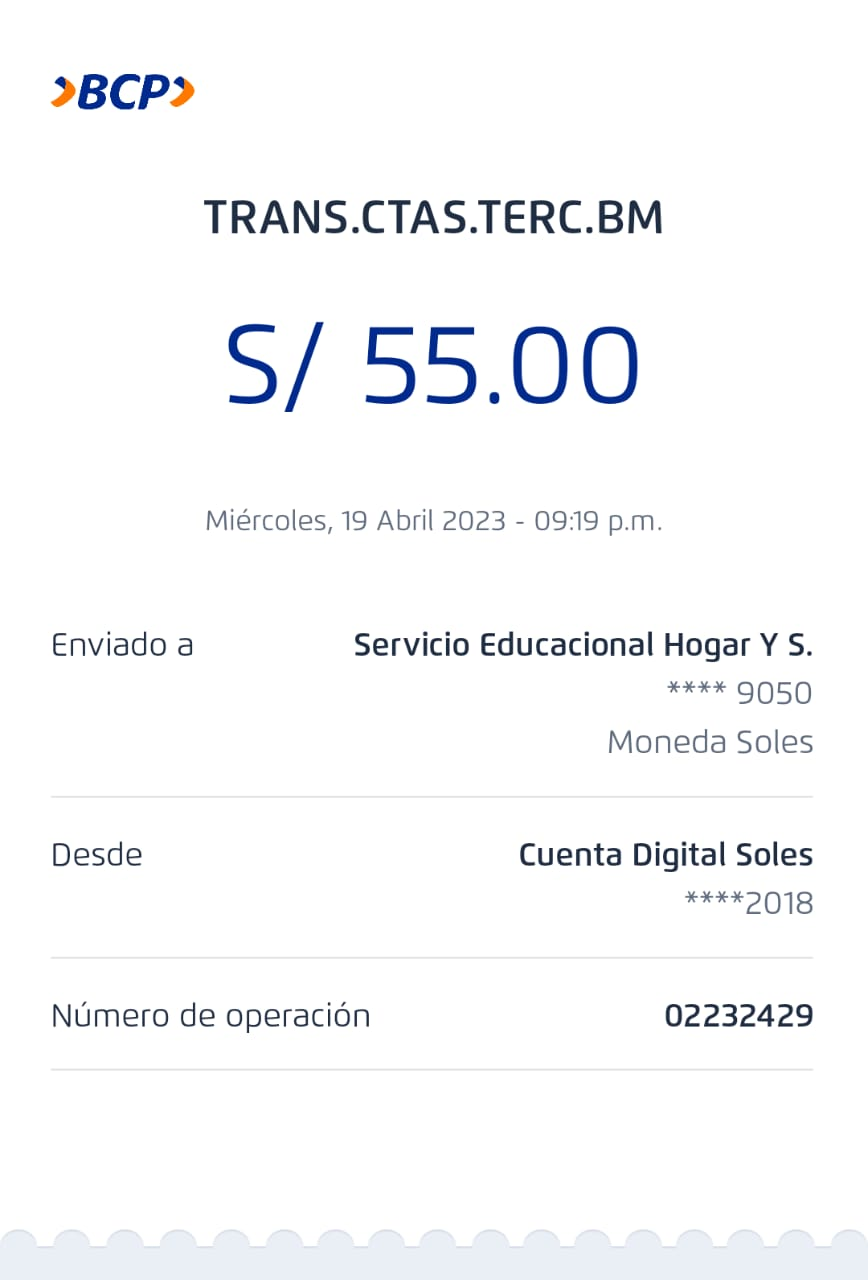 BCP
TRANS.CTAS.TERC.BM
S/ 55.00
Miércoles, 19 Abril 2023 - 09:19 p.m.
Enviado a Servicio Educacional Hogar Y S.
**** 9050
Moneda Soles
Desde Cuenta Digital Soles
****2018
Número de operación 02232429